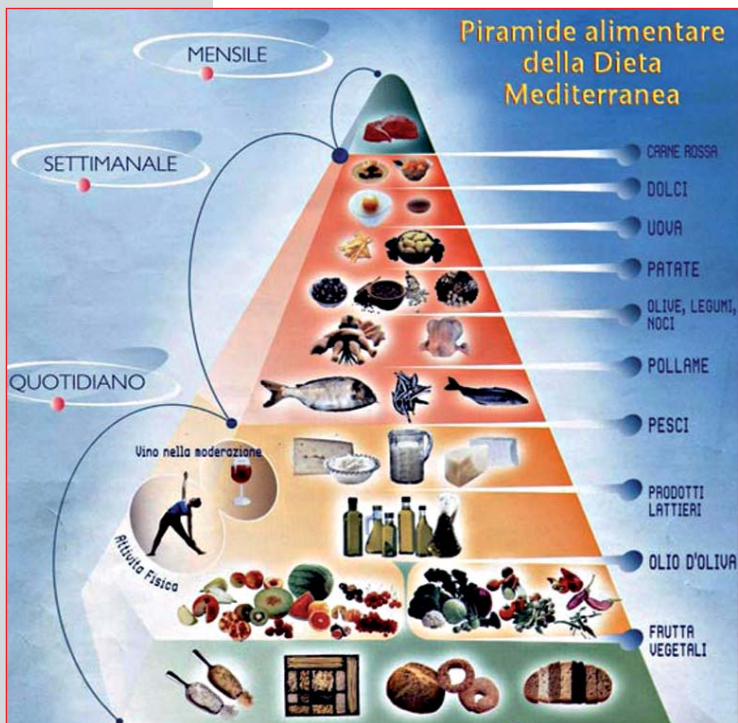 Piramide alimentare
della Dieta
Mediterranea
MENSILE
SETTIMANALE
QUOTIDIANO
CARNE ROSSA
DOLCI
UOVA
PATATE
OLIVE, LEGUMI,
NOCI
POLLAME
PESCI
PRODOTTI
LATTIERI
OLIO D'OLIVA
FRUTTA
VEGETALI
Vino nella moderazione
Attivita Fisica